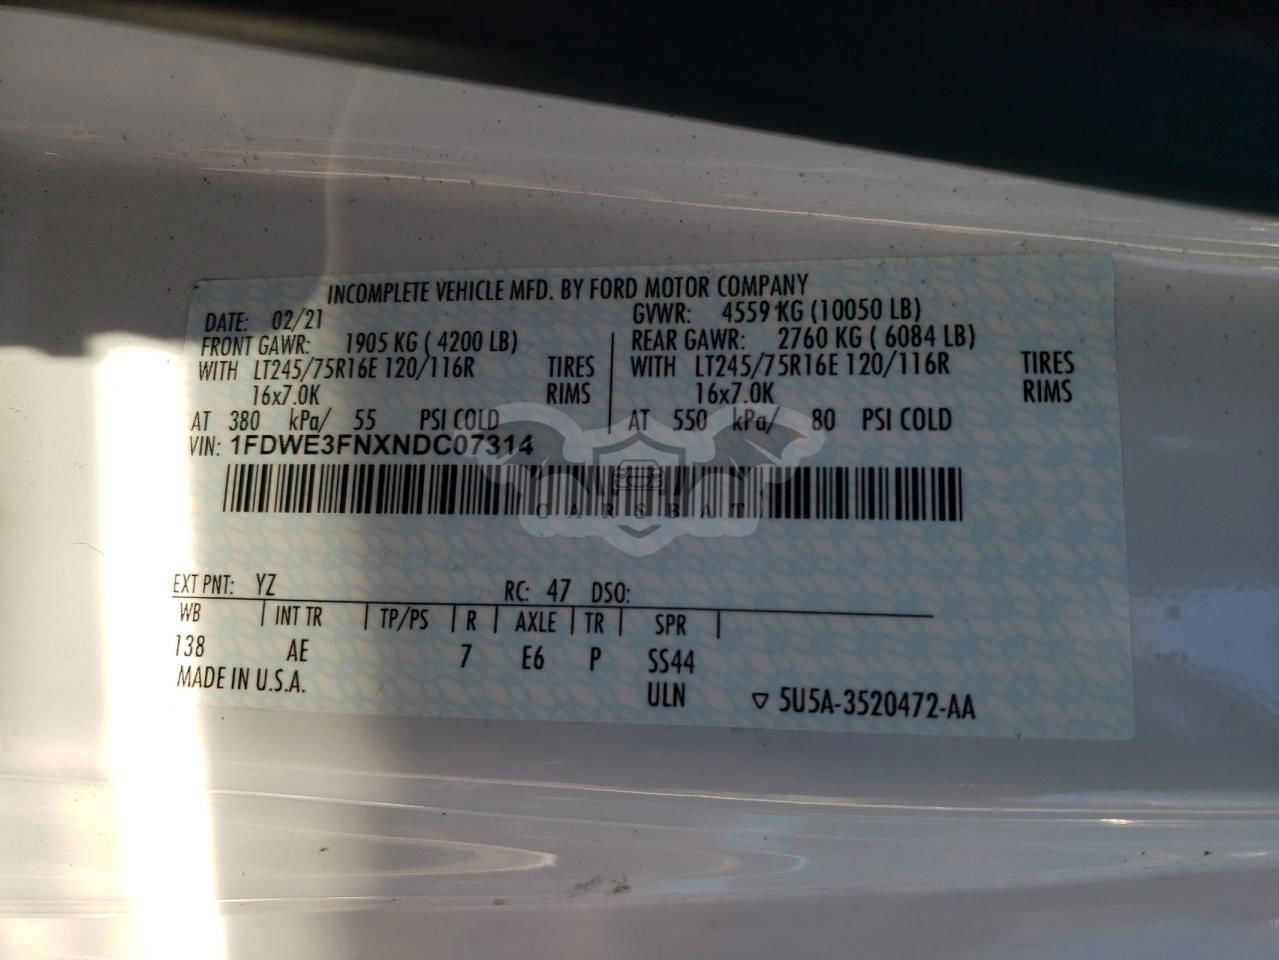 INCOMPLETE VEHICLE MFD. BY FORD MOTOR COMPANY
DATE: 02/21 GVWR: 4559 KG (10050 LB)
FRONT GAWR: 1905 KG ( 4200 LB) REAR GAWR: 2760 KG ( 6084 LB)
WITH LT245/75R16E 120/116R TIRES WITH LT245/75R16E 120/116R TIRES
16x7.0K RIMS 16x7.0K RIMS
AT 380 kPa/ 55 PSI COLD AT 550 kPa/ 80 PSI COLD
VIN: 1FDWE3FNXNDC07314
CARSBAT
EXT PNT: YZ RC: 47 DSO:
WB | INT TR | TP/PS | R | AXLE | TR | SPR |
138 AE 7 E6 P SS44
MADE IN U.S.A. ULN ▽ 5U5A-3520472-AA